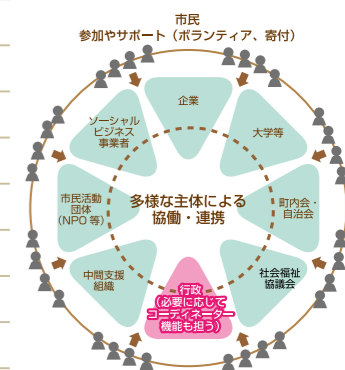 市民
参加やサポート（ボランティア、寄付）
企業
ソーシャル
ビジネス
事業者
大学等
市民活動
団体
（NPO 等）
多様な主体による
協働・連携
町内会・
自治会
中間支援
組織
社会福祉
協議会
行政
（必要に応じて
コーディネーター
機能も担う）